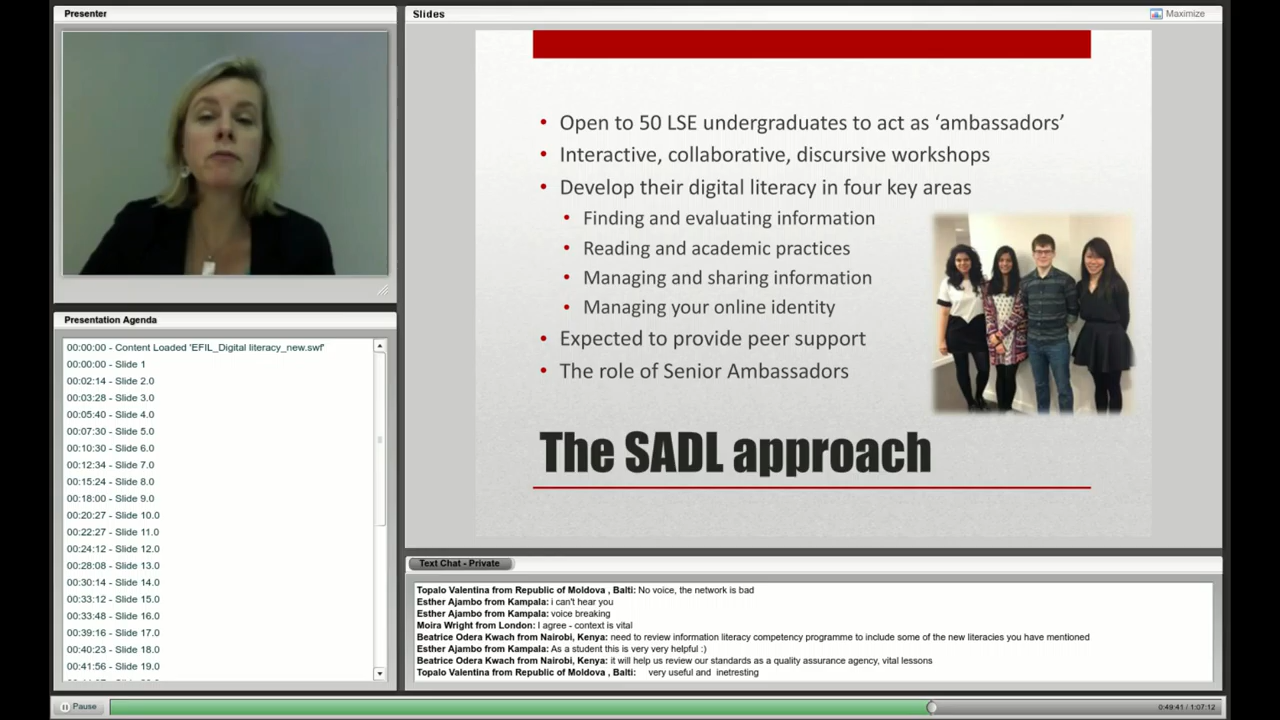 Presenter
Slides
Maximize
• Open to 50 LSE undergraduates to act as ‘ambassadors’
• Interactive, collaborative, discursive workshops
• Develop their digital literacy in four key areas
• Finding and evaluating information
• Reading and academic practices
• Managing and sharing information
• Managing your online identity
• Expected to provide peer support
• The role of Senior Ambassadors
The SADL approach
Presentation Agenda
00:00:00 - Content Loaded 'EFIL_Digital literacy_new.swf'
00:00:00 - Slide 1
00:02:14 - Slide 2.0
00:03:28 - Slide 3.0
00:05:40 - Slide 4.0
00:07:30 - Slide 5.0
00:10:30 - Slide 6.0
00:12:34 - Slide 7.0
00:15:24 - Slide 8.0
00:18:00 - Slide 9.0
00:20:27 - Slide 10.0
00:22:27 - Slide 11.0
00:24:12 - Slide 12.0
00:28:08 - Slide 13.0
00:30:14 - Slide 14.0
00:33:12 - Slide 15.0
00:33:48 - Slide 16.0
00:39:16 - Slide 17.0
00:40:23 - Slide 18.0
00:41:56 - Slide 19.0
Text Chat - Private
Topalo Valentina from Republic of Moldova , Balti: No voice, the network is bad
Esther Ajambo from Kampala: i can't hear you
Esther Ajambo from Kampala: voice breaking
Moira Wright from London: I agree - context is vital
Beatrice Odera Kwach from Nairobi, Kenya: need to review information literacy competency programme to include some of the new literacies you have mentioned
Esther Ajambo from Kampala: As a student this is very very helpful :)
Beatrice Odera Kwach from Nairobi, Kenya: it will help us review our standards as a quality assurance agency, vital lessons
Topalo Valentina from Republic of Moldova , Balti: very useful and inetresting
Pause
0:49:41 / 1:07:12